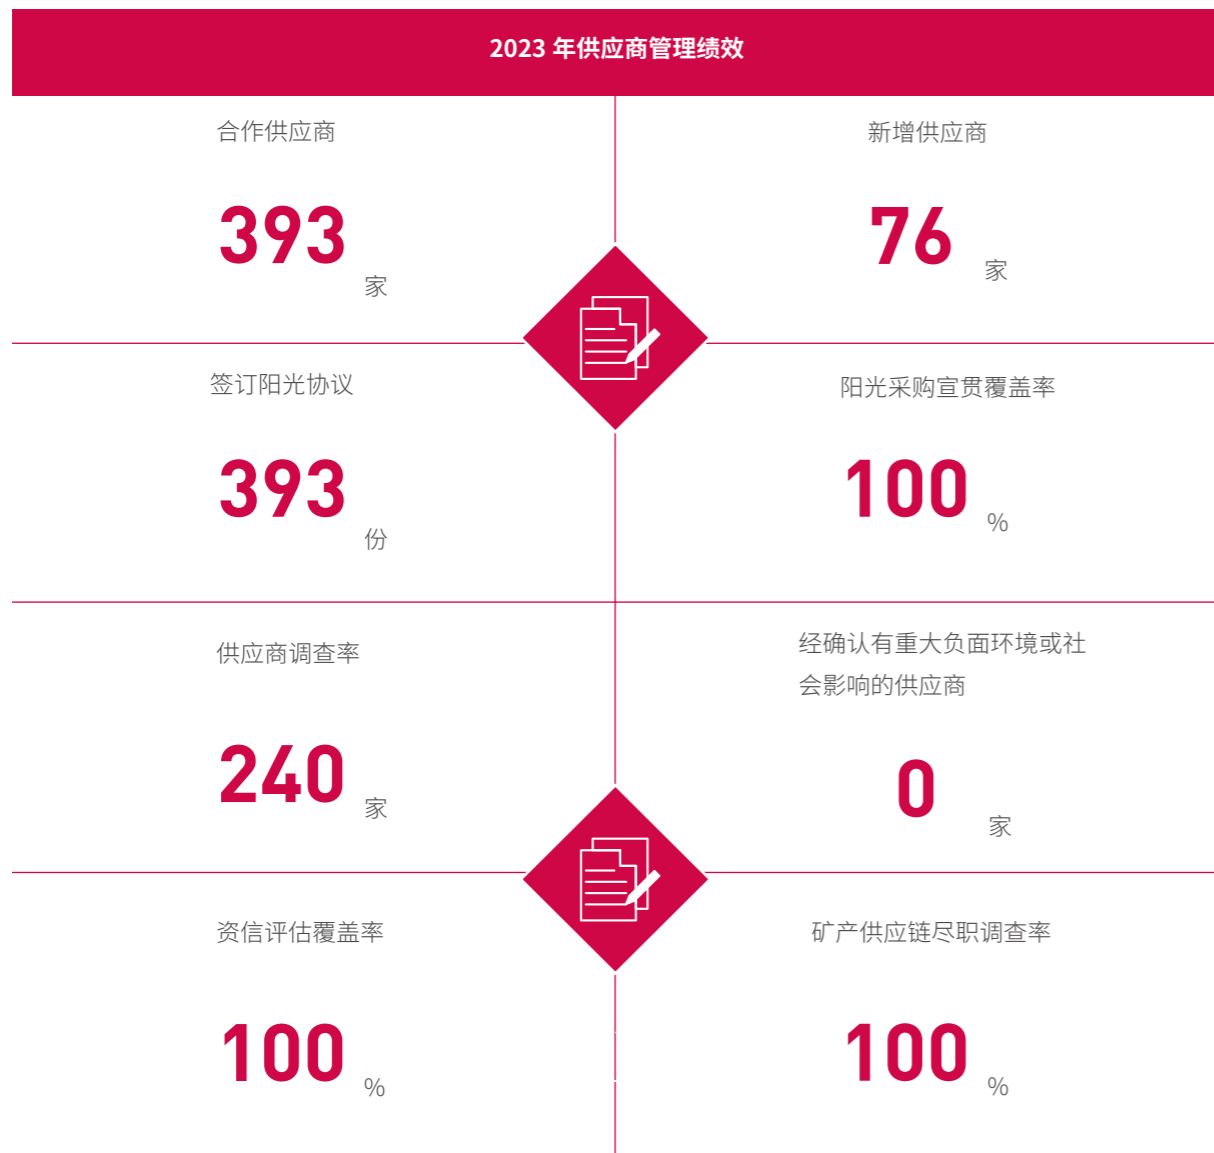 2023 年供应商管理绩效
合作供应商
393
家
新增供应商
76
家
签订阳光协议
393
份
阳光采购宣贯覆盖率
100
%
供应商调查率
240
家
经确认有重大负面环境或社
会影响的供应商
0
家
资信评估覆盖率
100
%
矿产供应链尽职调查率
100
%